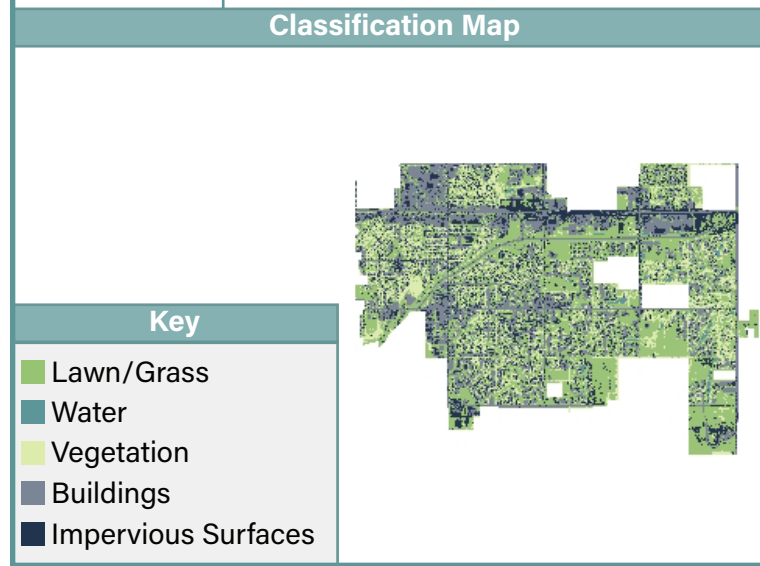 Classification Map
Key
Lawn/Grass
Water
Vegetation
Buildings
Impervious Surfaces